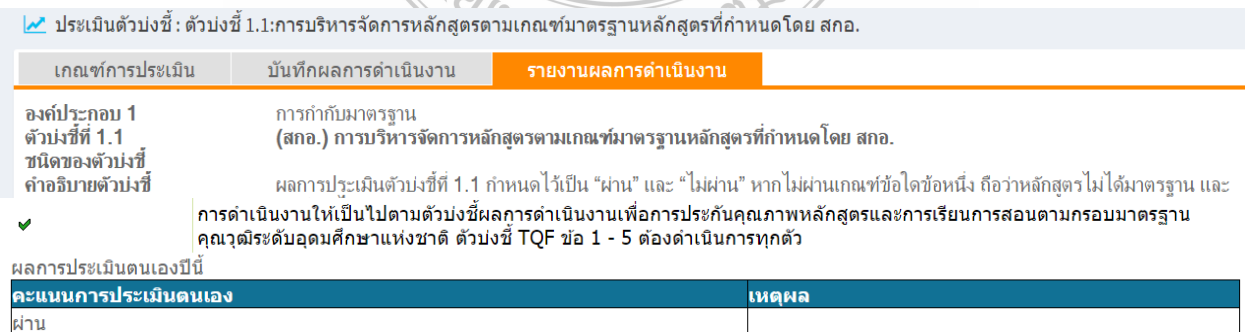 ประเมินตัวบ่งชี้ : ตัวบ่งชี้ 1.1:การบริหารจัดการหลักสูตรตามเกณฑ์มาตรฐานหลักสูตรที่กำหนดโดย สกอ.
เกณฑ์การประเมิน บันทึกผลการดำเนินงาน รายงานผลการดำเนินงาน
องค์ประกอบ 1 การกำกับมาตรฐาน
ตัวบ่งชี้ที่ 1.1 (สกอ.) การบริหารจัดการหลักสูตรตามเกณฑ์มาตรฐานหลักสูตรที่กำหนดโดย สกอ.
ชนิดของตัวบ่งชี้
คำอธิบายตัวบ่งชี้ ผลการประเมินตัวบ่งชี้ที่ 1.1 กำหนดไว้เป็น “ผ่าน” และ “ไม่ผ่าน” หากไม่ผ่านเกณฑ์ข้อใดข้อหนึ่ง ถือว่าหลักสูตรไม่ได้มาตรฐาน และ
การดำเนินงานให้เป็นไปตามตัวบ่งชี้ผลการดำเนินงานเพื่อการประกันคุณภาพหลักสูตรและการเรียนการสอนตามกรอบมาตรฐาน
คุณวุฒิระดับอุดมศึกษาแห่งชาติ ตัวบ่งชี้ TQF ข้อ 1 - 5 ต้องดำเนินการทุกตัว
ผลการประเมินตนเองปีนี้
คะแนนการประเมินตนเอง เหตุผล
ผ่าน